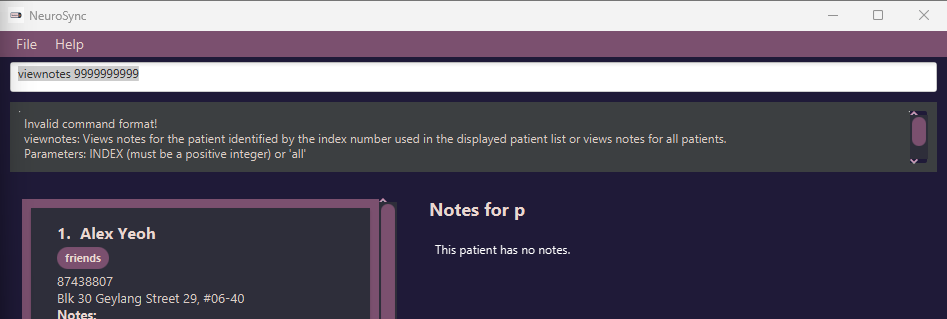 NeuroSync
File Help
viewnotes 9999999999
Invalid command format!
viewnotes: Views notes for the patient identified by the index number used in the displayed patient list or views notes for all patients.
Parameters: INDEX (must be a positive integer) or 'all'
1. Alex Yeoh
friends
87438807
Blk 30 Geylang Street 29, #06-40
Notes:
Notes for p
This patient has no notes.